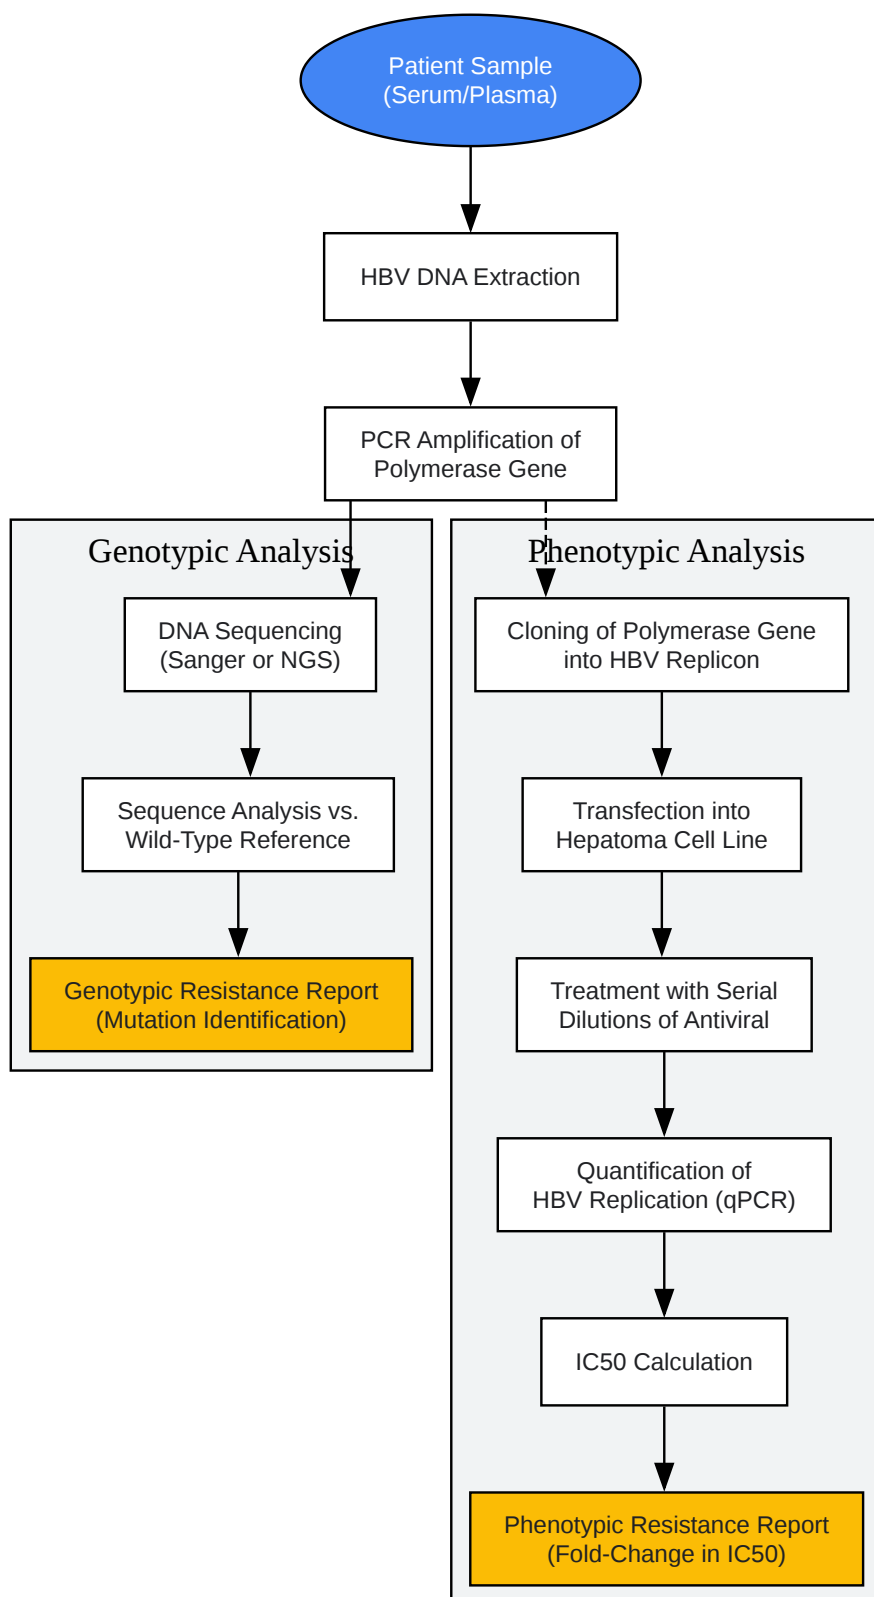 Patient Sample
(Serum/Plasma)
HBV DNA Extraction
PCR Amplification of
Polymerase Gene
Genotypic Analysis
DNA Sequencing
(Sanger or NGS)
Sequence Analysis vs.
Wild-Type Reference
Genotypic Resistance Report
(Mutation Identification)
Phenotypic Analysis
Cloning of Polymerase Gene
into HBV Replicon
Transfection into
Hepatoma Cell Line
Treatment with Serial
Dilutions of Antiviral
Quantification of
HBV Replication (qPCR)
IC50 Calculation
Phenotypic Resistance Report
(Fold-Change in IC50)